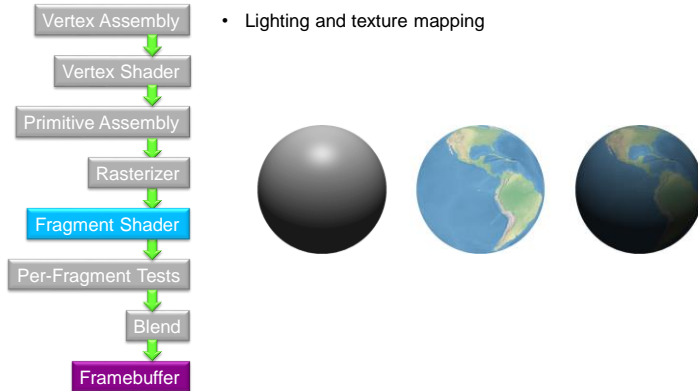 Vertex Assembly
Vertex Shader
Primitive Assembly
Rasterizer
Fragment Shader
Per-Fragment Tests
Blend
Framebuffer
• Lighting and texture mapping